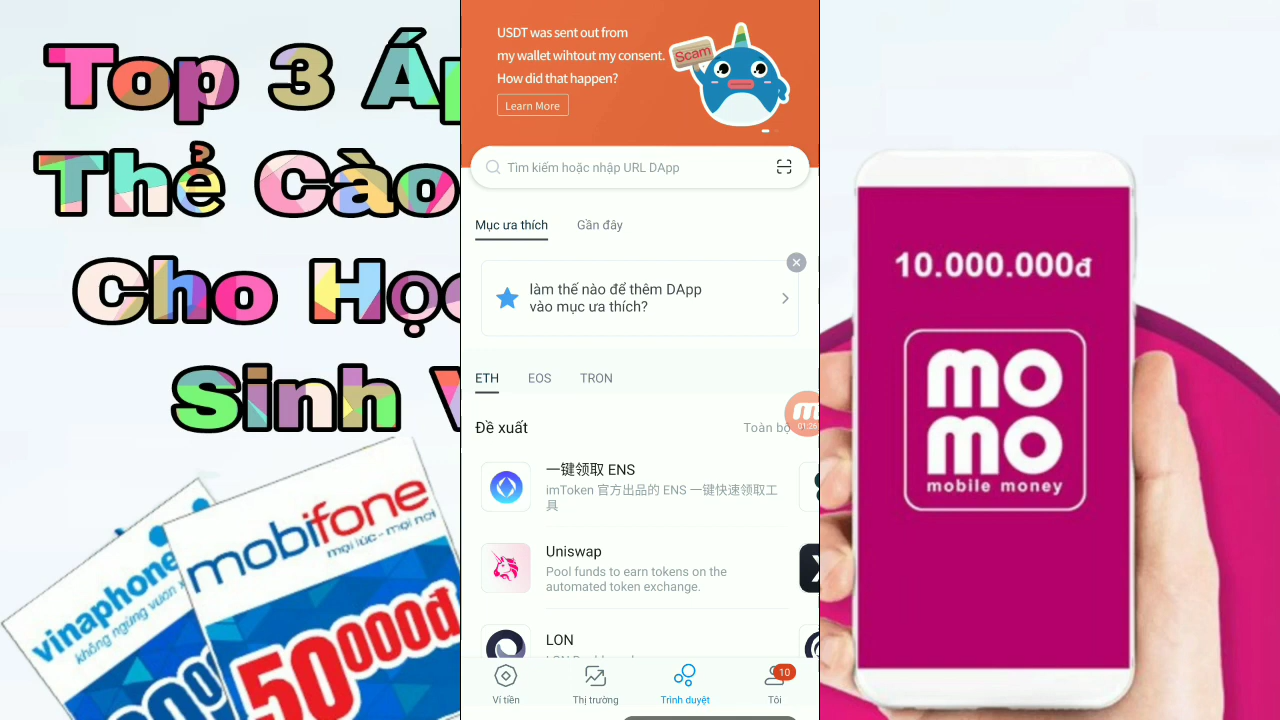 Top 3 Áp
Thẻ Cào
Cho Học
Sinh V
vinaphone
không ngừng vươn x
mobifone
mọi lúc - mọi nơi
50000đ
USDT was sent out from
my wallet wihtout my consent.
How did that happen?
Learn More
Scam
Tìm kiếm hoặc nhập URL DApp
Mục ưa thích
Gần đây
làm thế nào để thêm DApp
vào mục ưa thích?
ETH
EOS
TRON
Đề xuất
Toàn bộ
01:26
一键领取 ENS
imToken 官方出品的 ENS 一键快速领取工
具
Uniswap
Pool funds to earn tokens on the
automated token exchange.
LON
Ví tiền
Thị trường
Trình duyệt
Tôi
10
10.000.000đ
mo
mo
mobile money